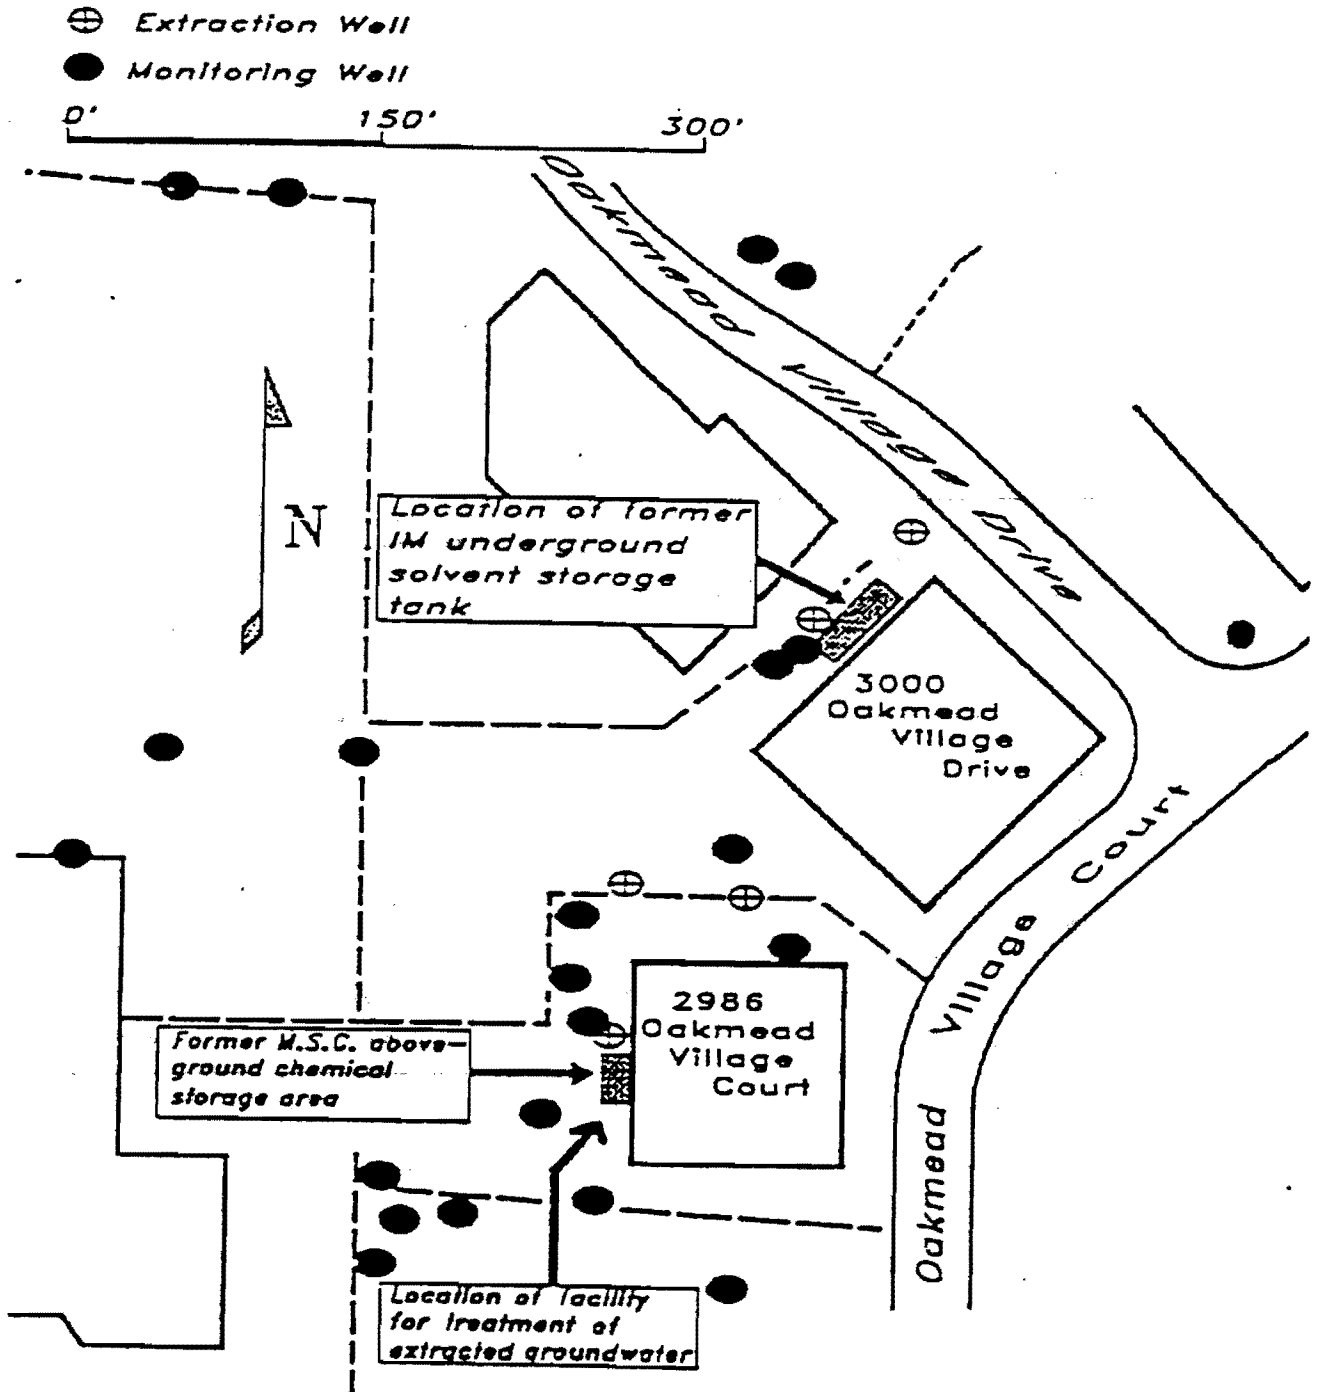 Extraction Well
Monitoring Well
0' 150' 300'
Oakmead Village Drive
N
Location of former
IM underground
solvent storage
tank
3000
Oakmead
Village
Drive
Oakmead Village Court
2986
Oakmead
Village
Court
Former M.S.C. above-
ground chemical
storage area
Location of facility
for treatment of
extracted groundwater